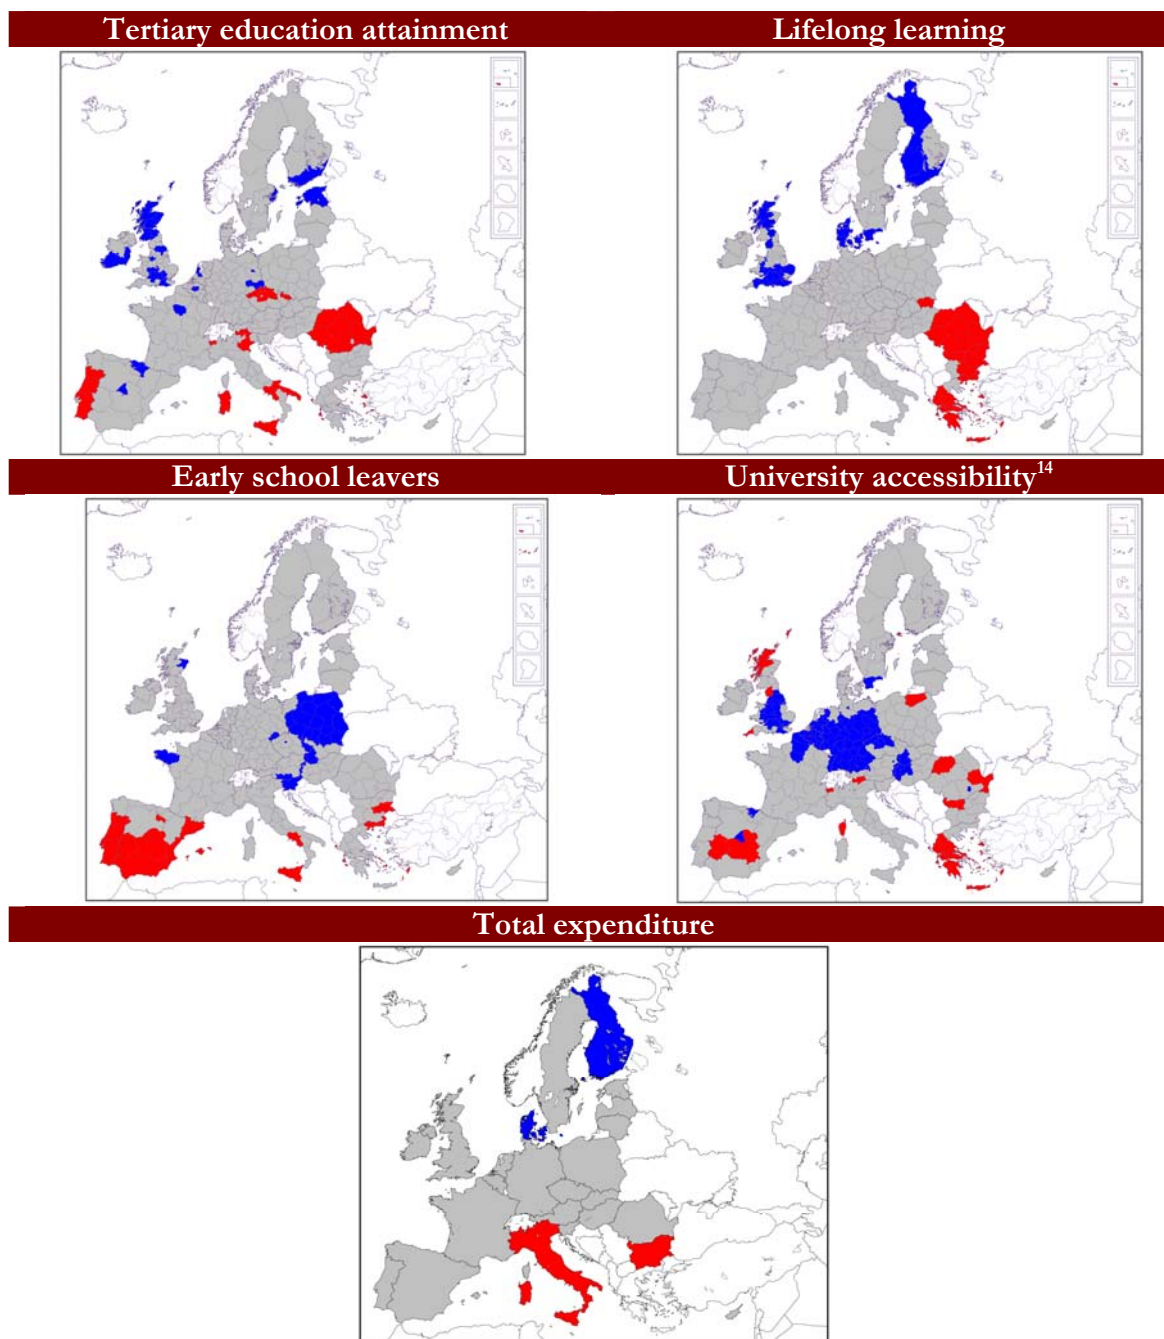 Tertiary education attainment
Lifelong learning
Early school leavers
University accessibility¹⁴
Total expenditure